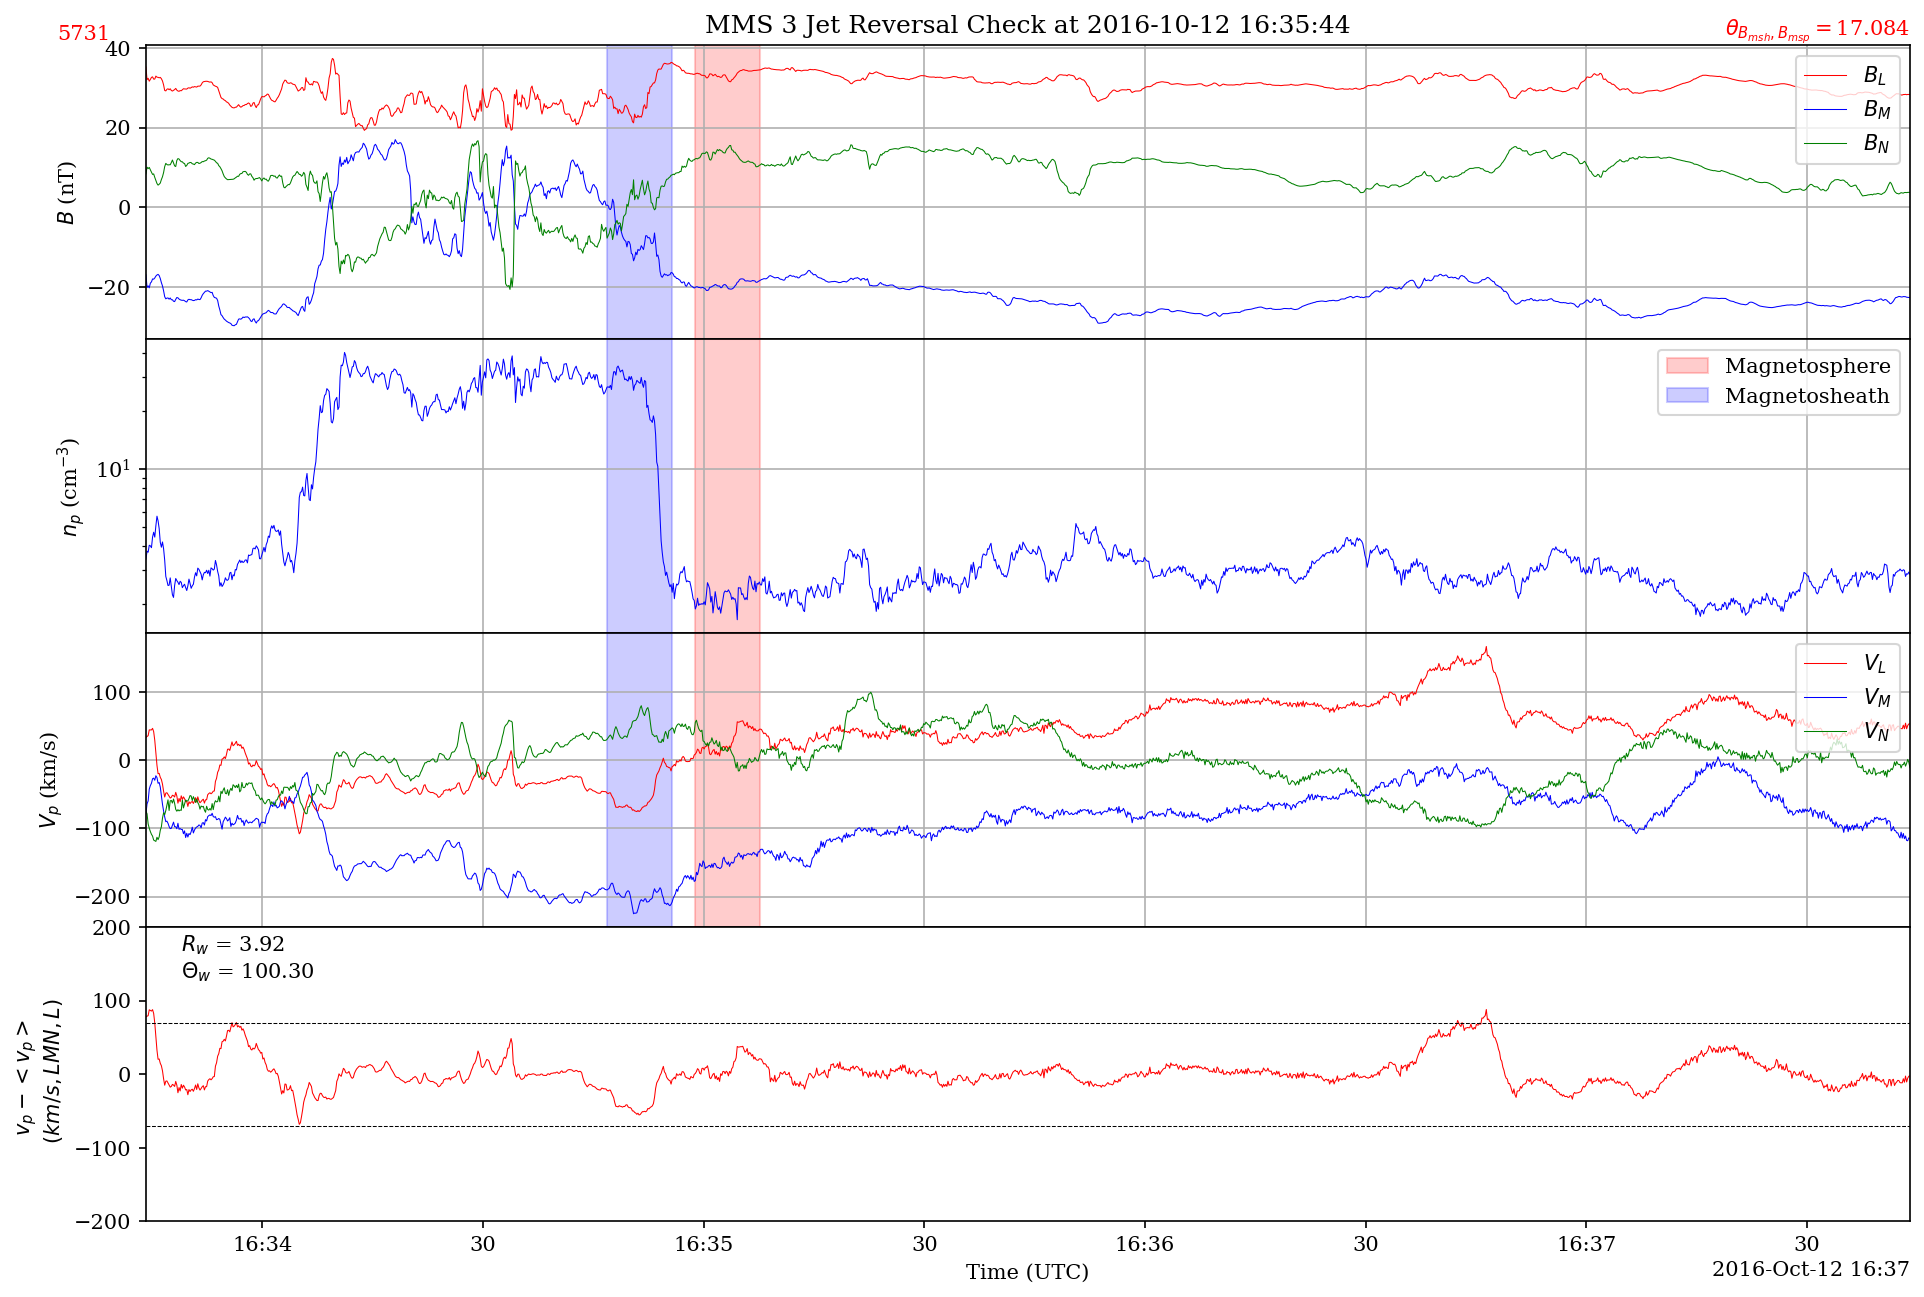 MMS 3 Jet Reversal Check at 2016-10-12 16:35:44
5731
θ_{B_{msh}, B_{msp}} = 17.084
40
20
0
−20
B (nT)
B_L
B_M
B_N
10^1
n_p (cm^{−3})
Magnetosphere
Magnetosheath
100
0
−100
−200
V_p (km/s)
V_L
V_M
V_N
200
100
0
−100
−200
v_p − < v_p >
(km/s, LMN, L)
R_w = 3.92
Θ_w = 100.30
16:34 30 16:35 30 16:36 30 16:37 30
Time (UTC)
2016-Oct-12 16:37